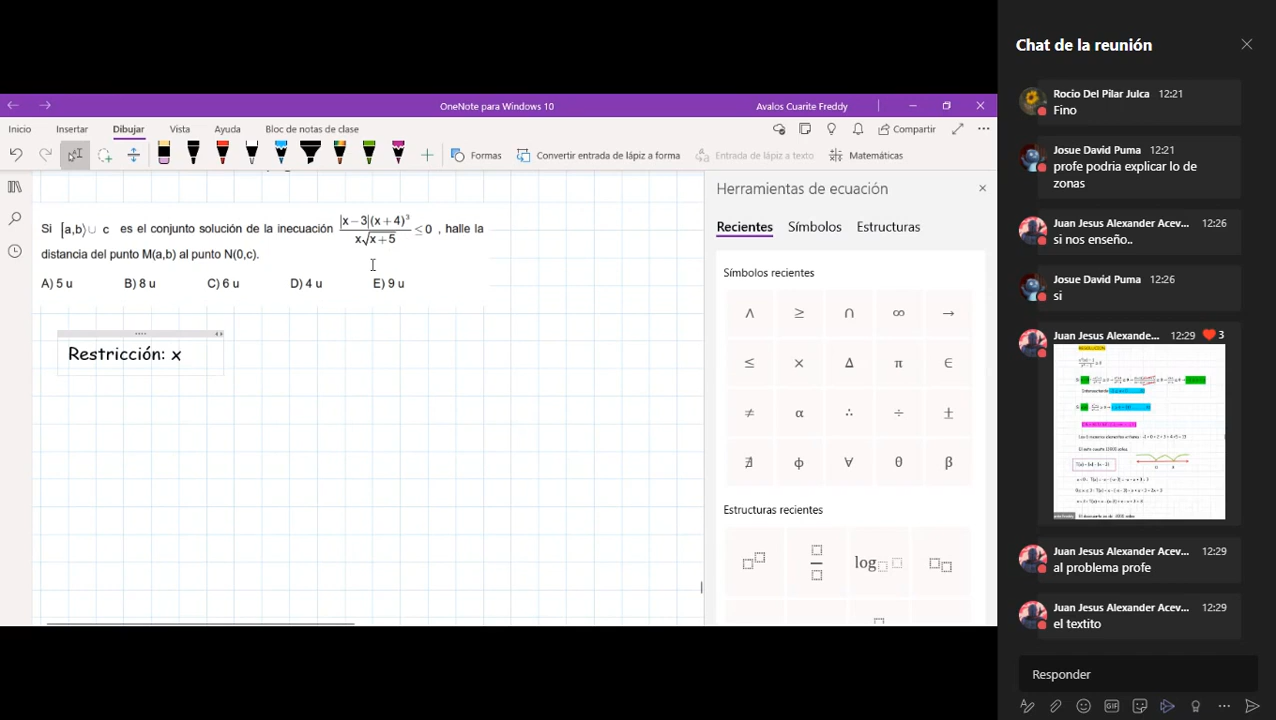 Chat de la reunión
OneNote para Windows 10
Avalos Cuarite Freddy
Inicio Insertar Dibujar Vista Ayuda Bloc de notas de clase
Compartir
Formas Convertir entrada de lápiz a forma Entrada de lápiz a texto Matemáticas
Si [a,b⟩∪ c es el conjunto solución de la inecuación |x−3|(x+4)³ / x√x+5 ≤ 0 , halle la
distancia del punto M(a,b) al punto N(0,c).
A) 5 u B) 8 u C) 6 u D) 4 u E) 9 u
Restricción: x
Herramientas de ecuación
Recientes Símbolos Estructuras
Símbolos recientes
∧ ≥ ∩ ∞ →
≤ × Δ π ∈
≠ α ∴ ÷ ±
∄ ϕ ∀ θ β
Estructuras recientes
log
Rocio Del Pilar Julca 12:21
Fino
Josue David Puma 12:21
profe podria explicar lo de
zonas
Juan Jesus Alexander Acev... 12:26
si nos enseño..
Josue David Puma 12:26
si
Juan Jesus Alexande... 12:29 3
Juan Jesus Alexander Acev... 12:29
al problema profe
Juan Jesus Alexander Acev... 12:29
el textito
Responder
GIF